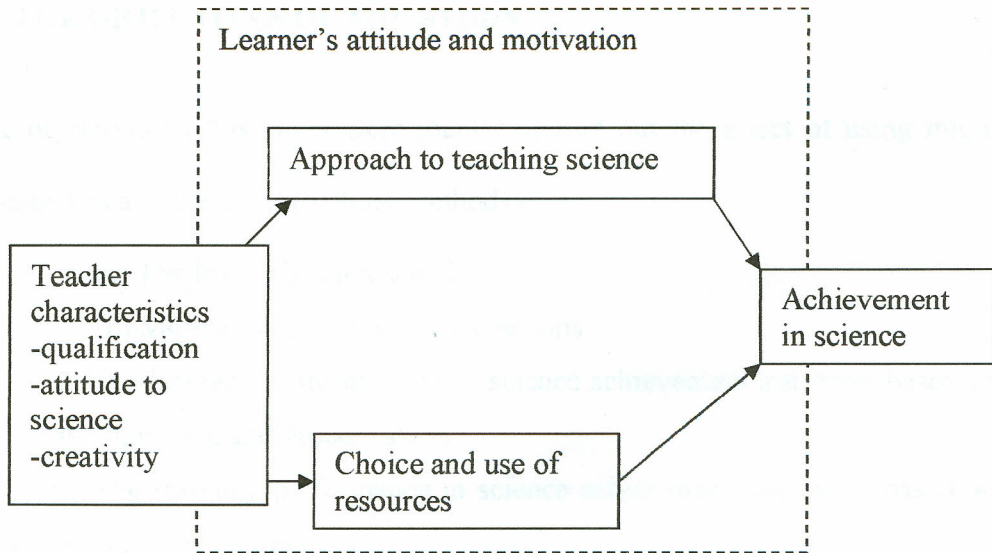 Learner's attitude and motivation
Approach to teaching science
Teacher
characteristics
-qualification
-attitude to
science
-creativity
Achievement
in science
Choice and use of
resources